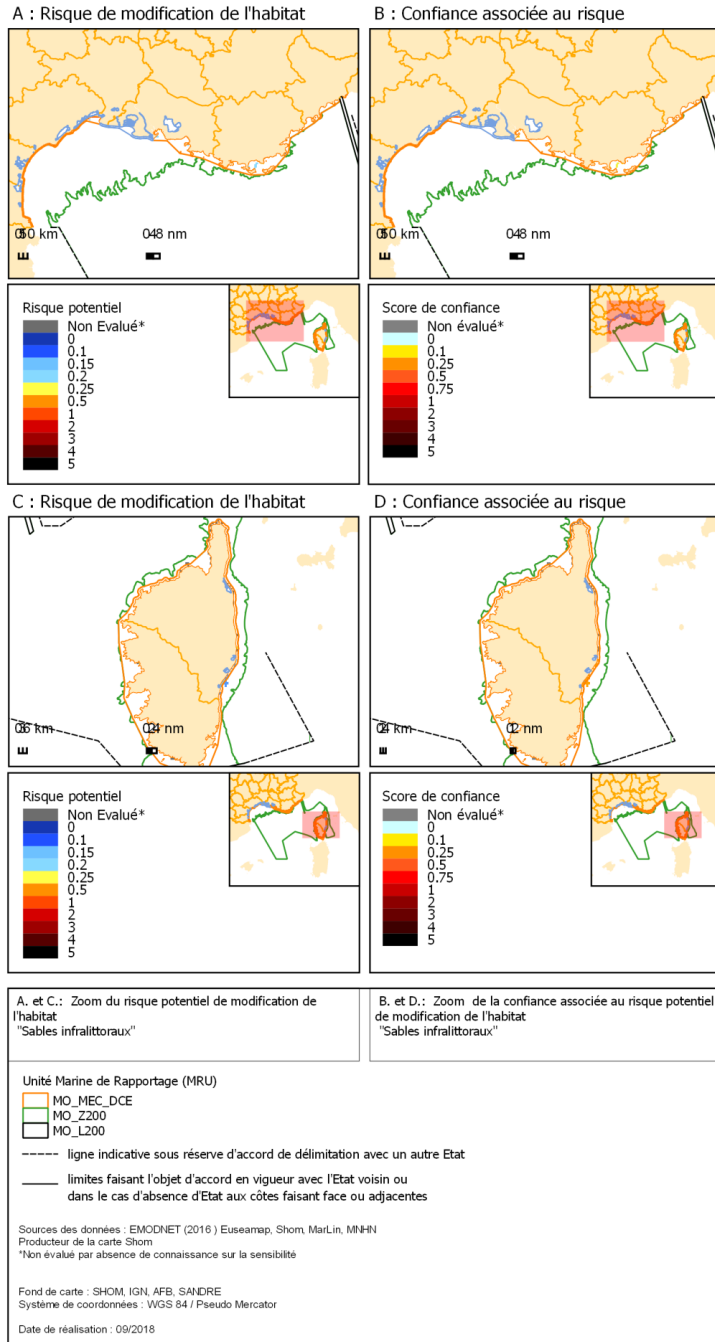 A : Risque de modification de l'habitat
B : Confiance associée au risque
048 nm
048 nm
Risque potentiel
Non Evalué*
0
0.1
0.15
0.2
0.25
0.5
1
2
3
4
5
Score de confiance
Non évalué*
0
0.1
0.25
0.5
0.75
1
2
3
4
5
C : Risque de modification de l'habitat
D : Confiance associée au risque
Risque potentiel
Non Evalué*
0
0.1
0.15
0.2
0.25
0.5
1
2
3
4
5
Score de confiance
Non évalué*
0
0.1
0.25
0.5
0.75
1
2
3
4
5
A. et C.: Zoom du risque potentiel de modification de
l'habitat
"Sables infralittoraux"
B. et D.: Zoom de la confiance associée au risque potentiel
de modification de l'habitat
"Sables infralittoraux"
Unité Marine de Rapportage (MRU)
MO_MEC_DCE
MO_Z200
MO_L200
ligne indicative sous réserve d'accord de délimitation avec un autre Etat
limites faisant l'objet d'accord en vigueur avec l'Etat voisin ou
dans le cas d'absence d'Etat aux côtes faisant face ou adjacentes
Sources des données : EMODNET (2016 ) Euseamap, Shom, MarLin, MNHN
Producteur de la carte Shom
*Non évalué par absence de connaissance sur la sensibilité
Fond de carte : SHOM, IGN, AFB, SANDRE
Système de coordonnées : WGS 84 / Pseudo Mercator
Date de réalisation : 09/2018